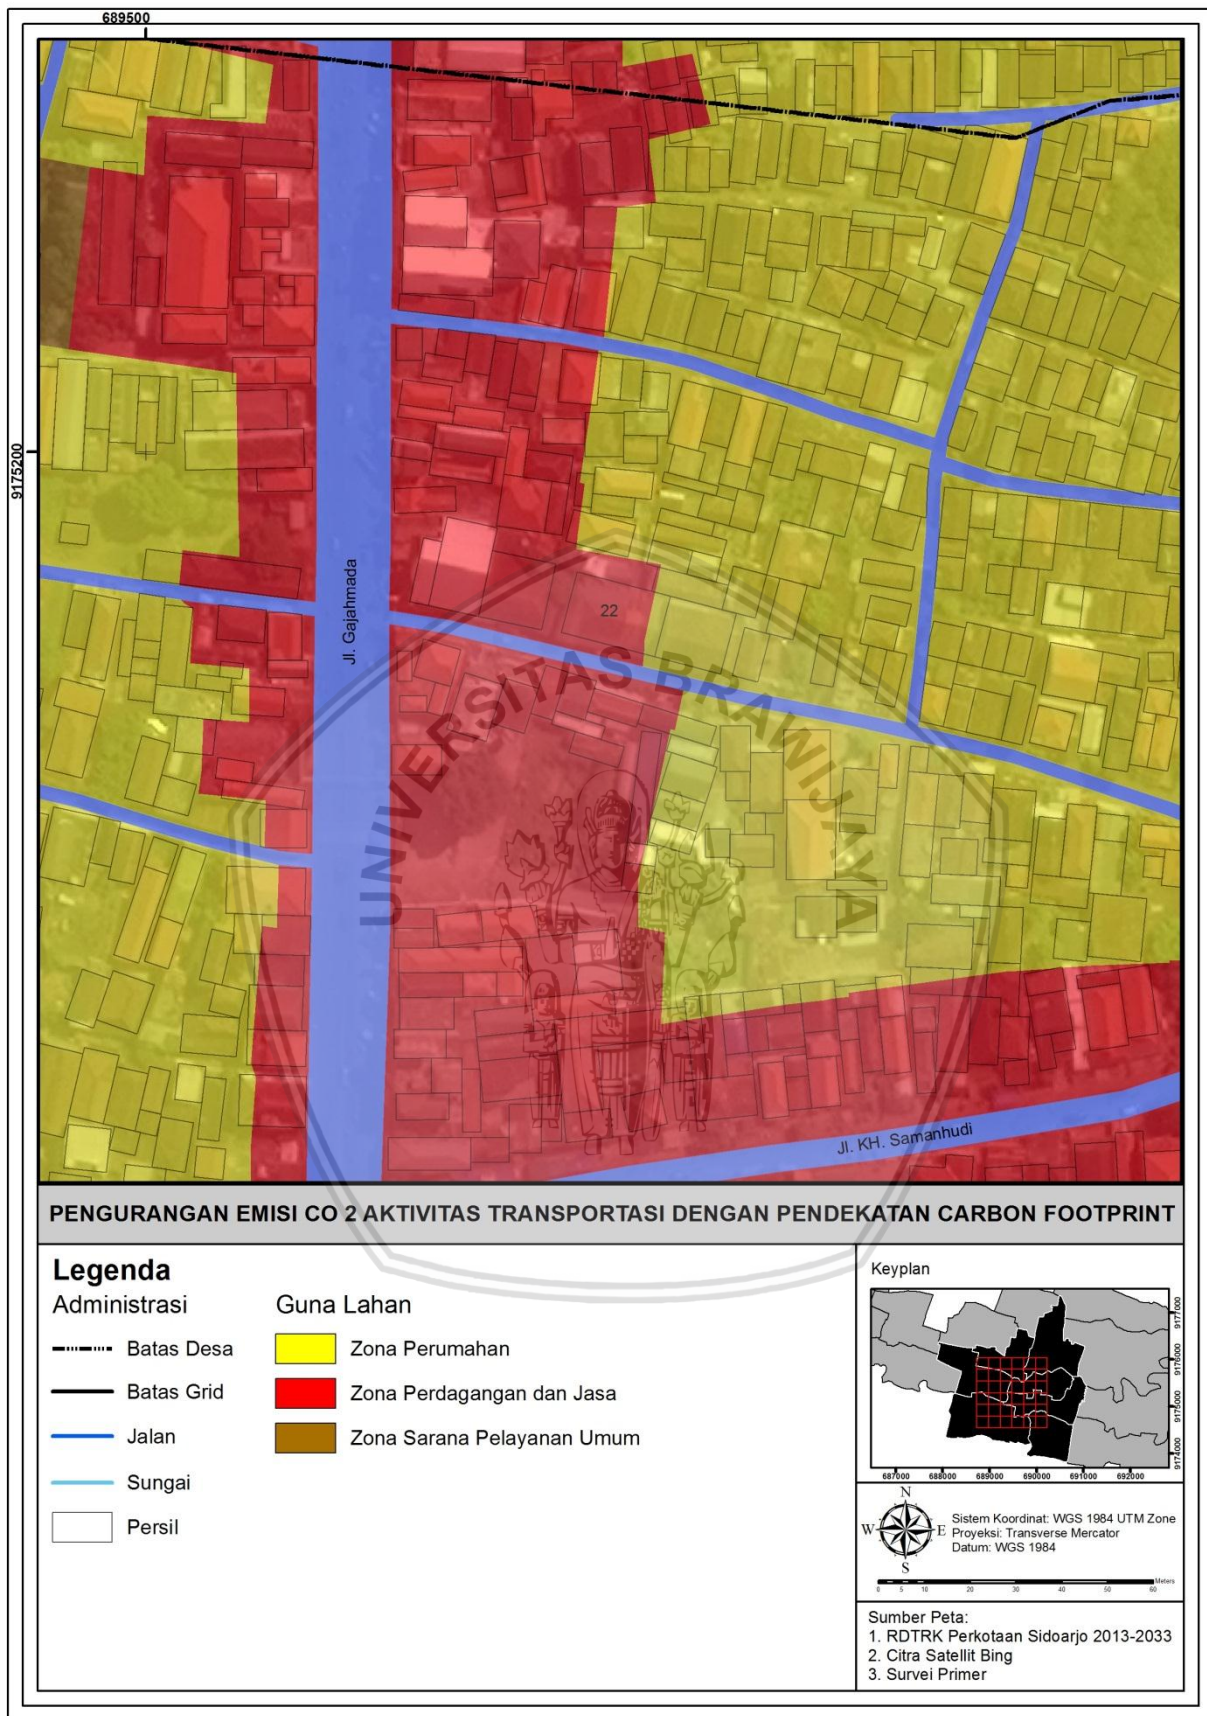 689500
9175200
Jl. Gajahmada
22
UNIVERSITAS BRAWIJAYA
Jl. KH. Samanhudi
PENGURANGAN EMISI CO 2 AKTIVITAS TRANSPORTASI DENGAN PENDEKATAN CARBON FOOTPRINT
Legenda
Administrasi
Batas Desa
Batas Grid
Jalan
Sungai
Persil
Guna Lahan
Zona Perumahan
Zona Perdagangan dan Jasa
Zona Sarana Pelayanan Umum
Keyplan
9177000
9176000
9175000
9174000
687000 688000 689000 690000 691000 692000
N
W E
S
Sistem Koordinat: WGS 1984 UTM Zone
Proyeksi: Transverse Mercator
Datum: WGS 1984
Meters
0 5 10 20 30 40 50 60
Sumber Peta:
1. RDTRK Perkotaan Sidoarjo 2013-2033
2. Citra Satellit Bing
3. Survei Primer